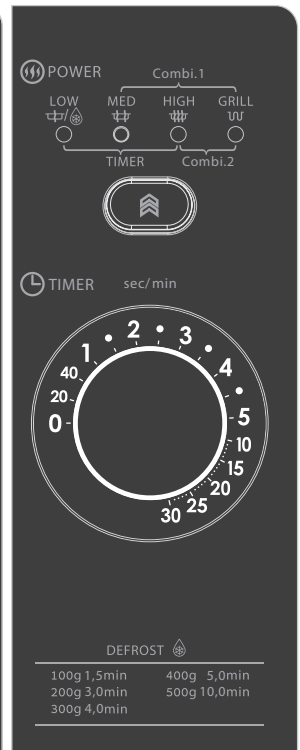 POWER
Combi.1
LOW MED HIGH GRILL
TIMER Combi.2
TIMER sec/min
0
20
40
1
2
3
4
5
10
15
20
25
30
DEFROST
100g 1,5min 400g 5,0min
200g 3,0min 500g 10,0min
300g 4,0min